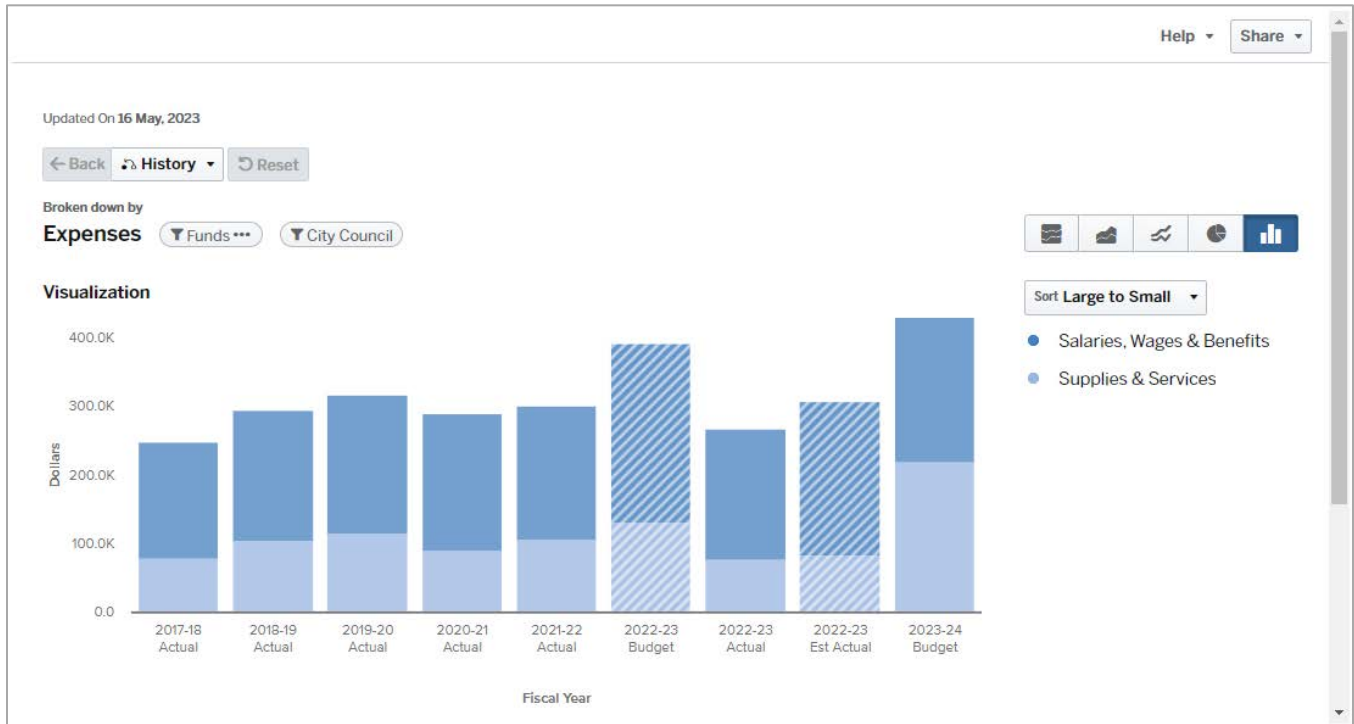 Help Share
Updated On 16 May, 2023
Back History Reset
Broken down by
Expenses Funds ••• City Council
Visualization
Sort Large to Small
Salaries, Wages & Benefits
Supplies & Services
400.0K
300.0K
200.0K
100.0K
0.0
Dollars
2017-18 2018-19 2019-20 2020-21 2021-22 2022-23 2022-23 2022-23 2023-24
Actual Actual Actual Actual Actual Budget Actual Est Actual Budget
Fiscal Year